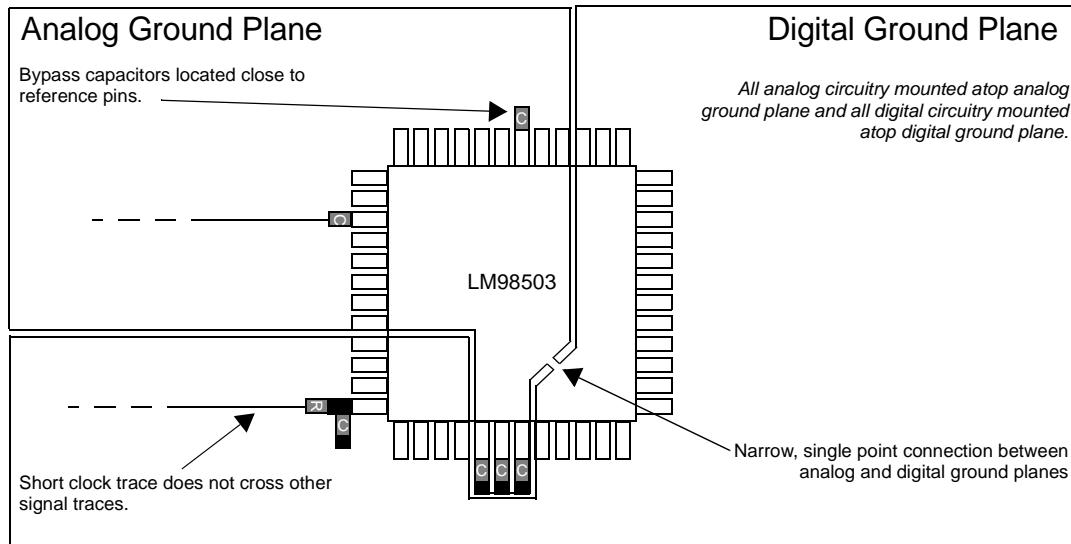 Analog Ground Plane
Digital Ground Plane
Bypass capacitors located close to
reference pins.
All analog circuitry mounted atop analog
ground plane and all digital circuitry mounted
atop digital ground plane.
C
C
LM98503
R
C
Short clock trace does not cross other
signal traces.
C C C
Narrow, single point connection between
analog and digital ground planes